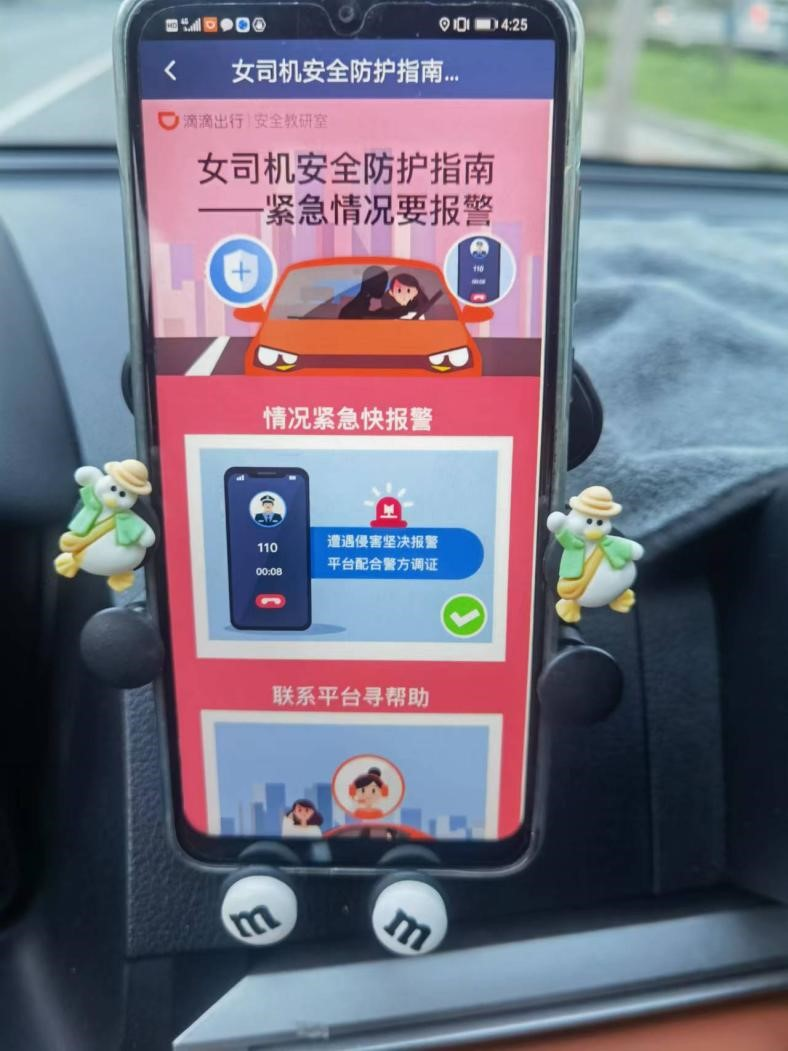 HD 4G 4:25
女司机安全防护指南...
滴滴出行 | 安全教研室
女司机安全防护指南
——紧急情况要报警
110
00:08
情况紧急快报警
110
00:08
遭遇侵害坚决报警
平台配合警方调证
联系平台寻帮助
m m